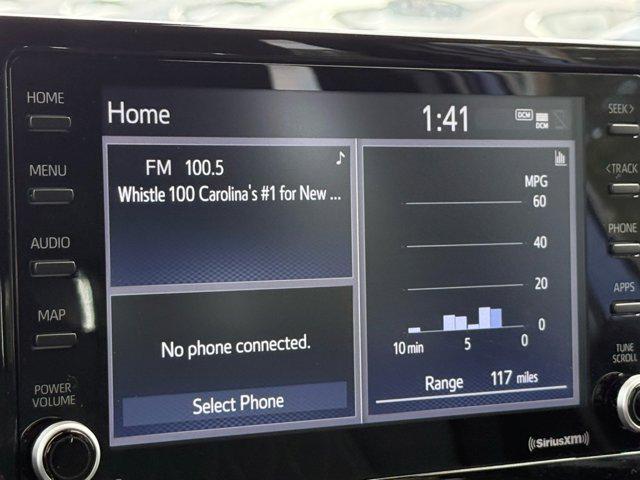 HOME
MENU
AUDIO
MAP
POWER
VOLUME
Home
1:41
DCM
DCM
FM 100.5
Whistle 100 Carolina's #1 for New ...
No phone connected.
Select Phone
MPG
60
40
20
0
10 min 5 0
Range 117 miles
SEEK>
<TRACK
PHONE
APPS
TUNE
SCROLL
((SiriusXM))